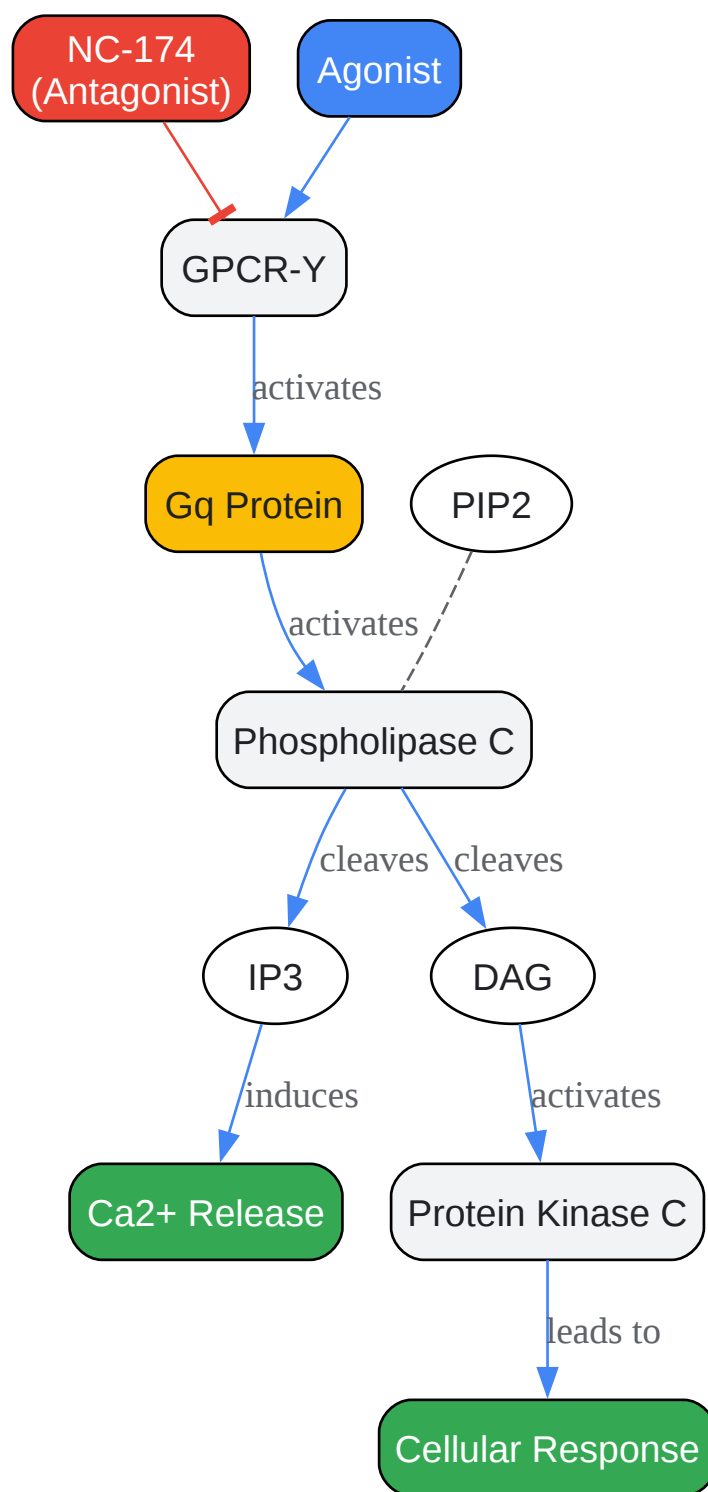 NC-174
(Antagonist)
Agonist
GPCR-Y
activates
Gq Protein
PIP2
activates
Phospholipase C
cleaves
cleaves
IP3
DAG
induces
activates
Ca2+ Release
Protein Kinase C
leads to
Cellular Response